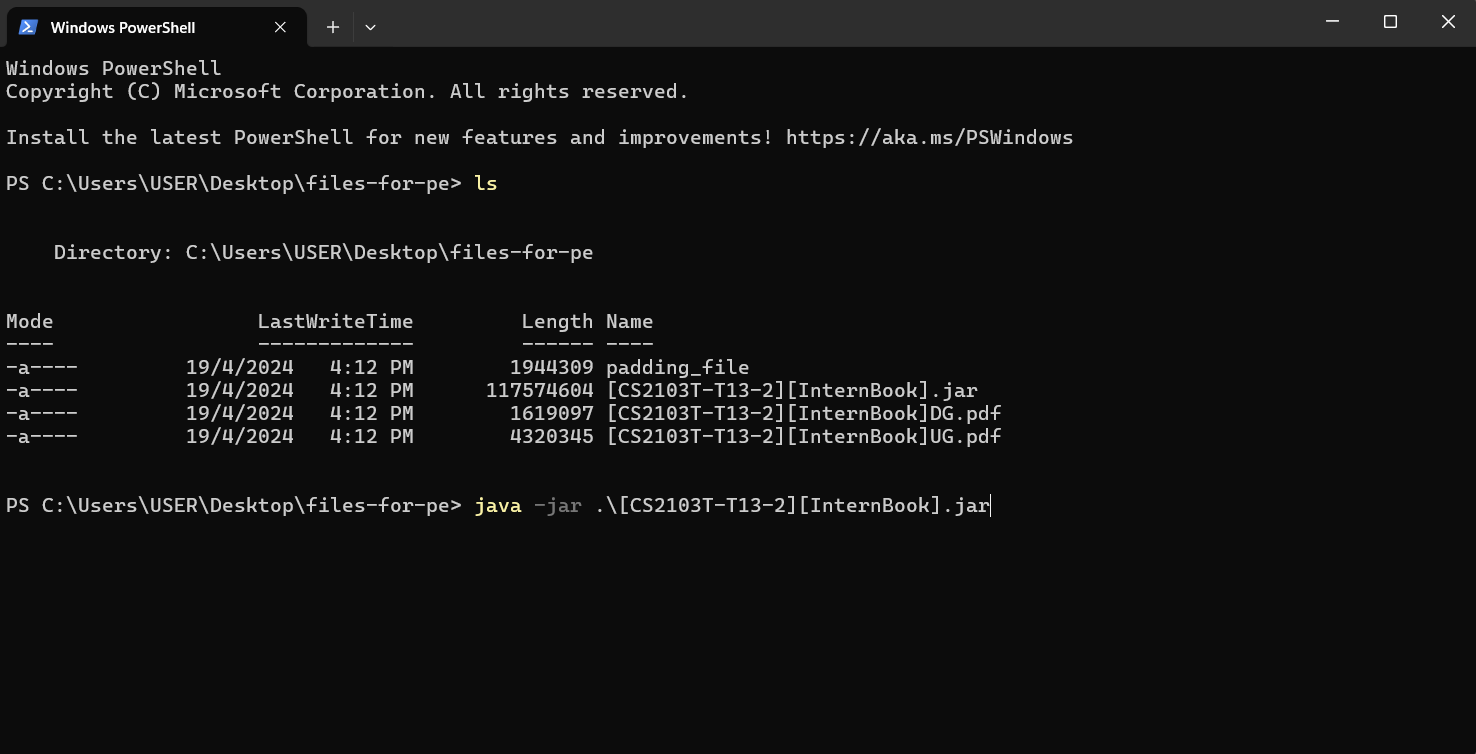 Windows PowerShell
Windows PowerShell
Copyright (C) Microsoft Corporation. All rights reserved.
Install the latest PowerShell for new features and improvements! https://aka.ms/PSWindows
PS C:\Users\USER\Desktop\files-for-pe> ls
    Directory: C:\Users\USER\Desktop\files-for-pe
Mode                 LastWriteTime         Length Name
----                 -------------         ------ ----
-a----         19/4/2024   4:12 PM        1944309 padding_file
-a----         19/4/2024   4:12 PM      117574604 [CS2103T-T13-2][InternBook].jar
-a----         19/4/2024   4:12 PM        1619097 [CS2103T-T13-2][InternBook]DG.pdf
-a----         19/4/2024   4:12 PM        4320345 [CS2103T-T13-2][InternBook]UG.pdf
PS C:\Users\USER\Desktop\files-for-pe> java -jar .\[CS2103T-T13-2][InternBook].jar